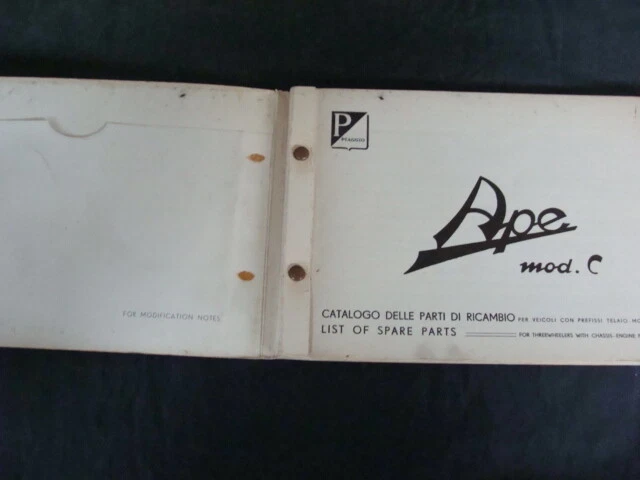 FOR MODIFICATION NOTES
P
PIAGGIO
Ape
mod. C
CATALOGO DELLE PARTI DI RICAMBIO PER VEICOLI CON PREFISSI TELAIO
LIST OF SPARE PARTS FOR THREEWHEELERS WITH CHASSIS ENGINE